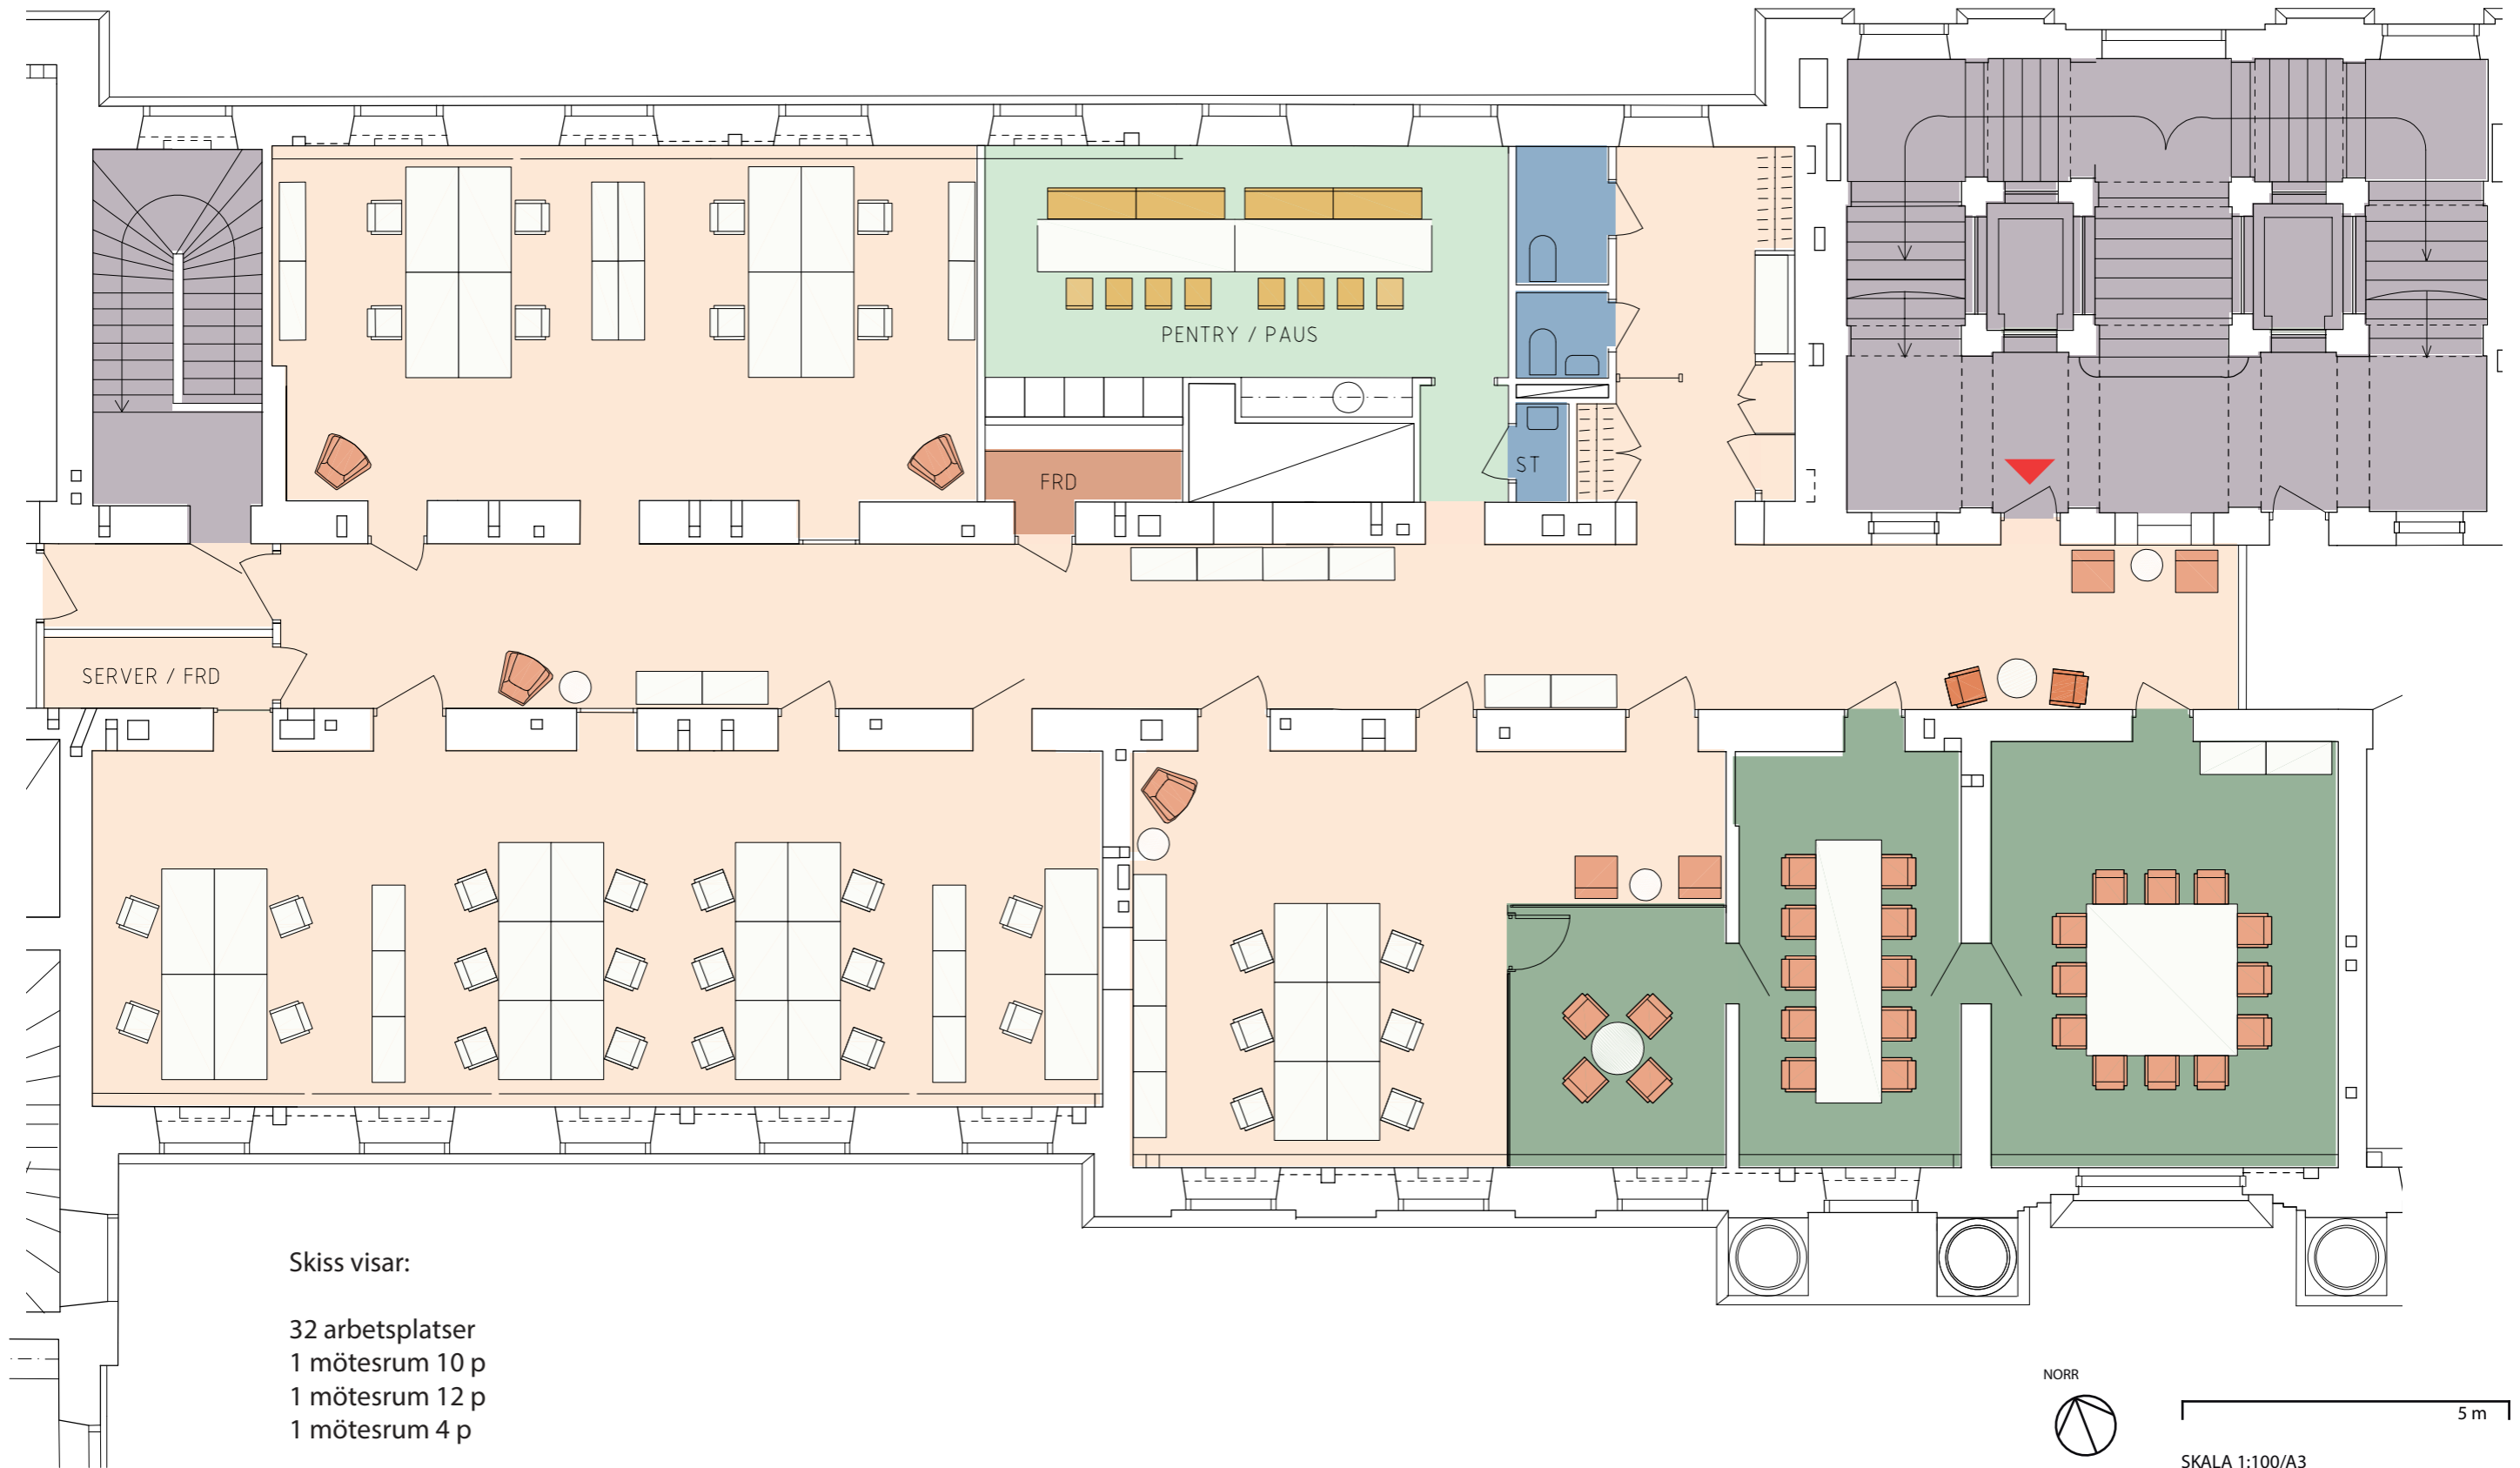 PENTRY / PAUS
FRD
ST
SERVER / FRD
Skiss visar:
32 arbetsplatser
1 mötesrum 10 p
1 mötesrum 12 p
1 mötesrum 4 p
NORR
5 m
SKALA 1:100/A3